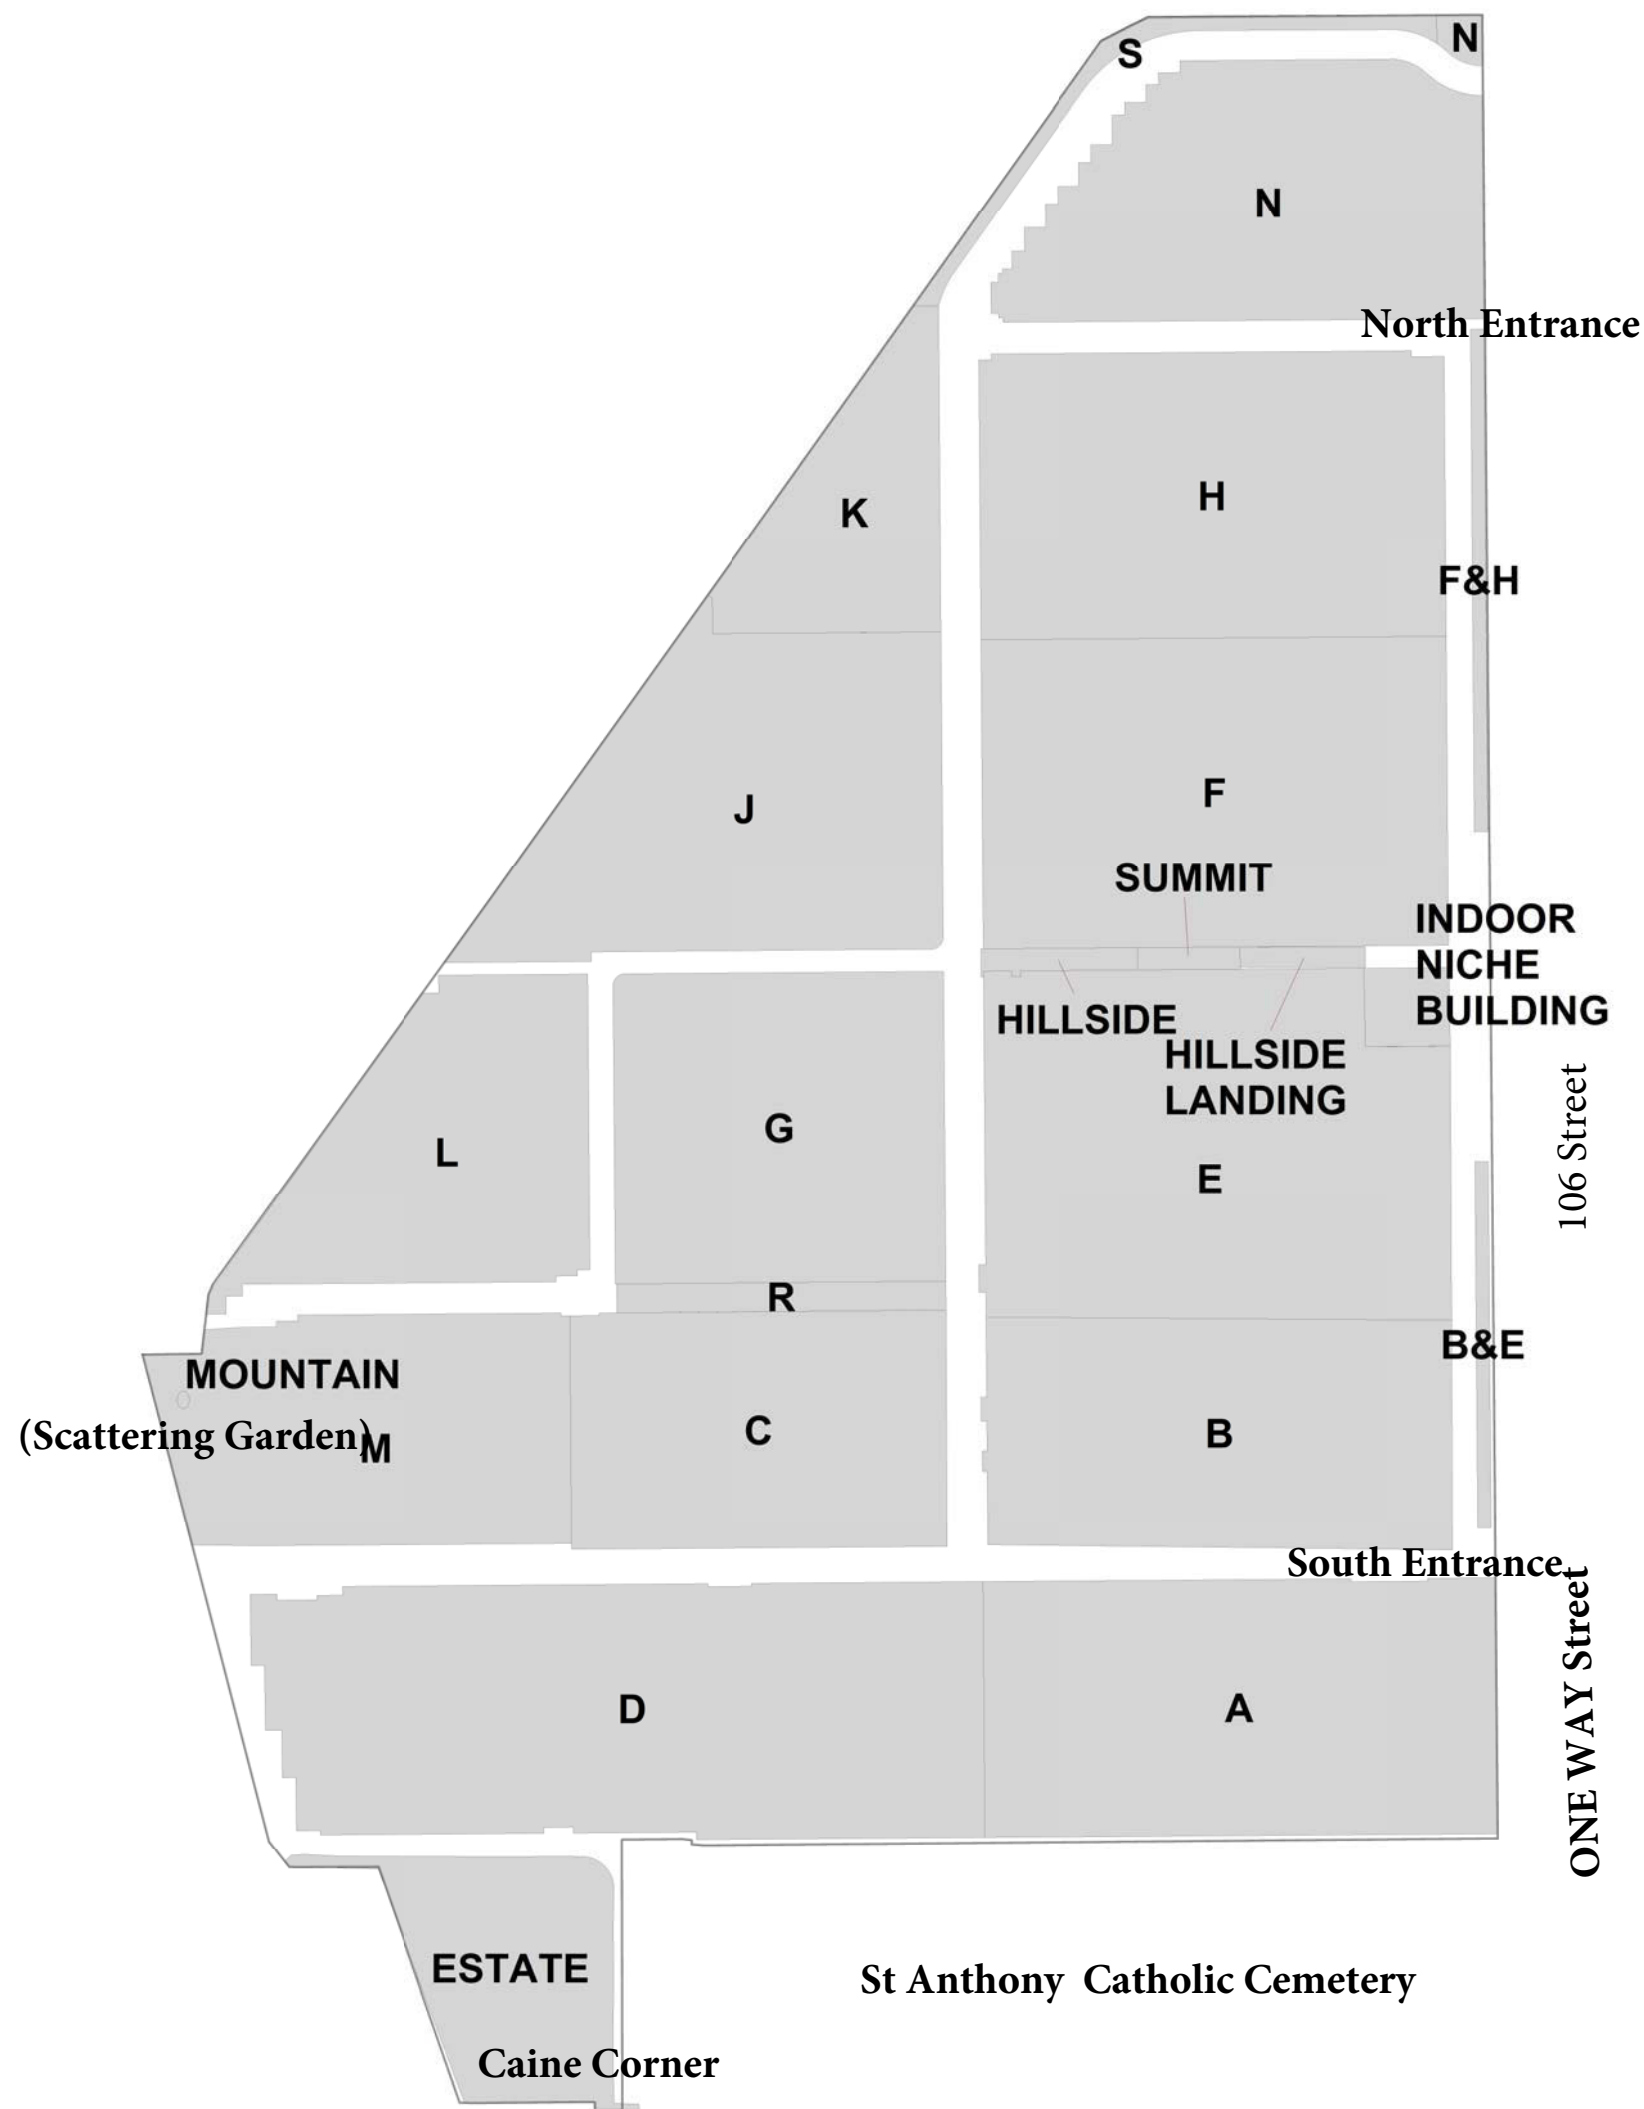 S
N
N
North Entrance
K
H
F&H
J
F
SUMMIT
INDOOR
NICHE
BUILDING
HILLSIDE
HILLSIDE
LANDING
106 Street
L
G
E
R
MOUNTAIN
(Scattering Garden)
M
C
B
B&E
South Entrance
ONE WAY Street
D
A
ESTATE
St Anthony Catholic Cemetery
Caine Corner